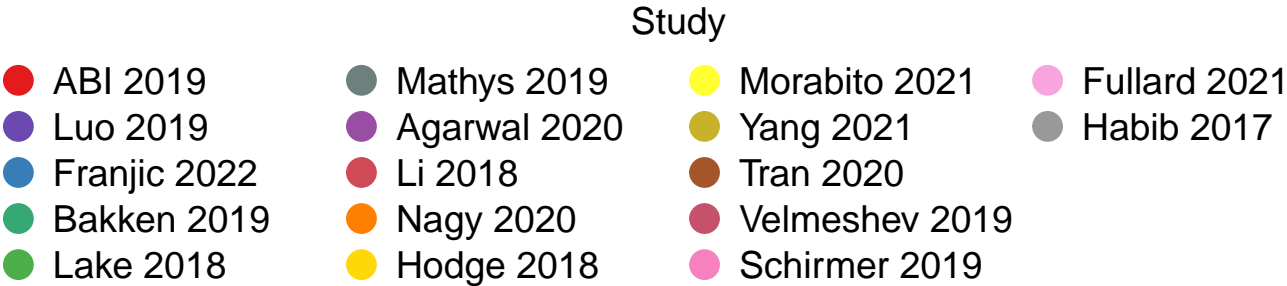 Study
ABI 2019
Luo 2019
Franjic 2022
Bakken 2019
Lake 2018
Mathys 2019
Agarwal 2020
Li 2018
Nagy 2020
Hodge 2018
Morabito 2021
Yang 2021
Tran 2020
Velmeshev 2019
Schirmer 2019
Fullard 2021
Habib 2017